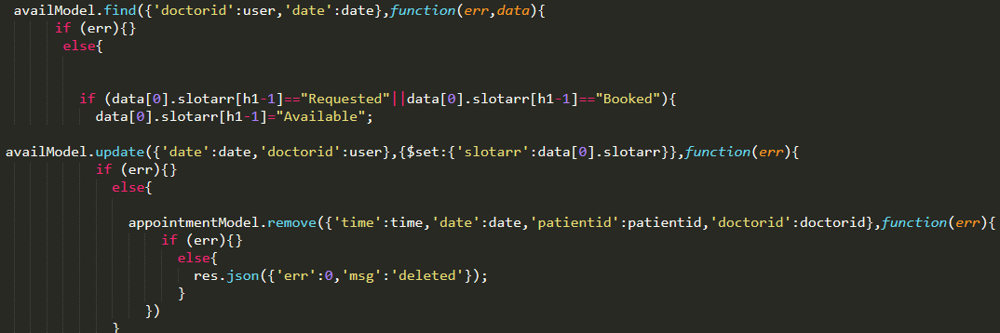 availModel.find({'doctorid':user,'date':date},function(err,data){
if (err){}
else{
if (data[0].slotarr[h1-1]=="Requested"||data[0].slotarr[h1-1]=="Booked"){
data[0].slotarr[h1-1]="Available";
availModel.update({'date':date,'doctorid':user},{$set:{'slotarr':data[0].slotarr}},function(err){
if (err){}
else{
appointmentModel.remove({'time':time,'date':date,'patientid':patientid,'doctorid':doctorid},function(err){
if (err){}
else{
res.json({'err':0,'msg':'deleted'});
}
})
}